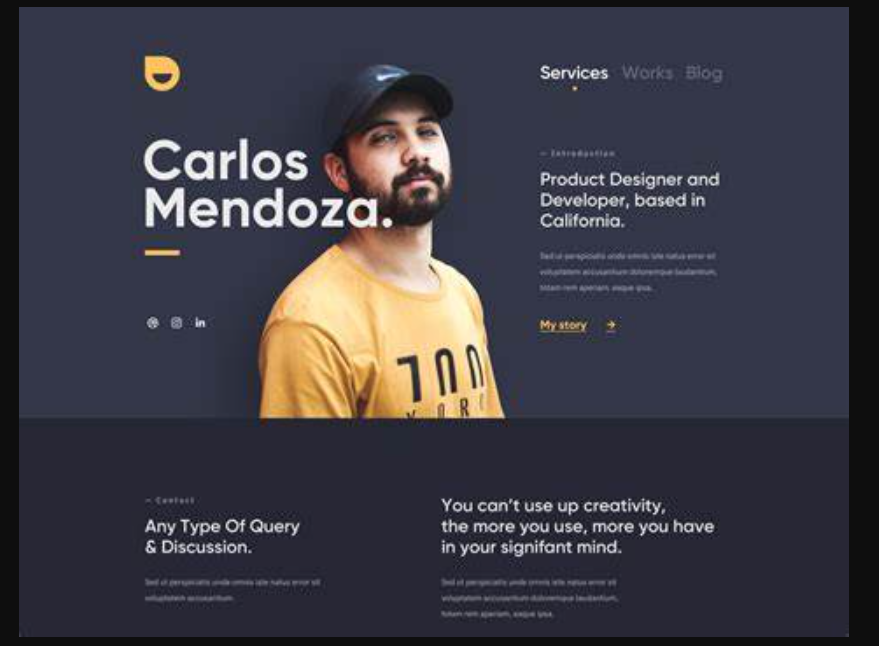 Services Works Blog
Carlos
Mendoza.
— Introduction
Product Designer and
Developer, based in
California.
Sed ut perspiciatis unde omnis iste natus error sit
voluptatem accusantium doloremque laudantium,
totam rem aperiam, eaque ipsa.
My story →
in
— Contact
Any Type Of Query
& Discussion.
Sed ut perspiciatis unde omnis iste natus error sit
voluptatem accusantium.
You can’t use up creativity,
the more you use, more you have
in your signifant mind.
Sed ut perspiciatis unde omnis iste natus error sit
voluptatem accusantium doloremque laudantium,
totam rem aperiam, eaque ipsa.